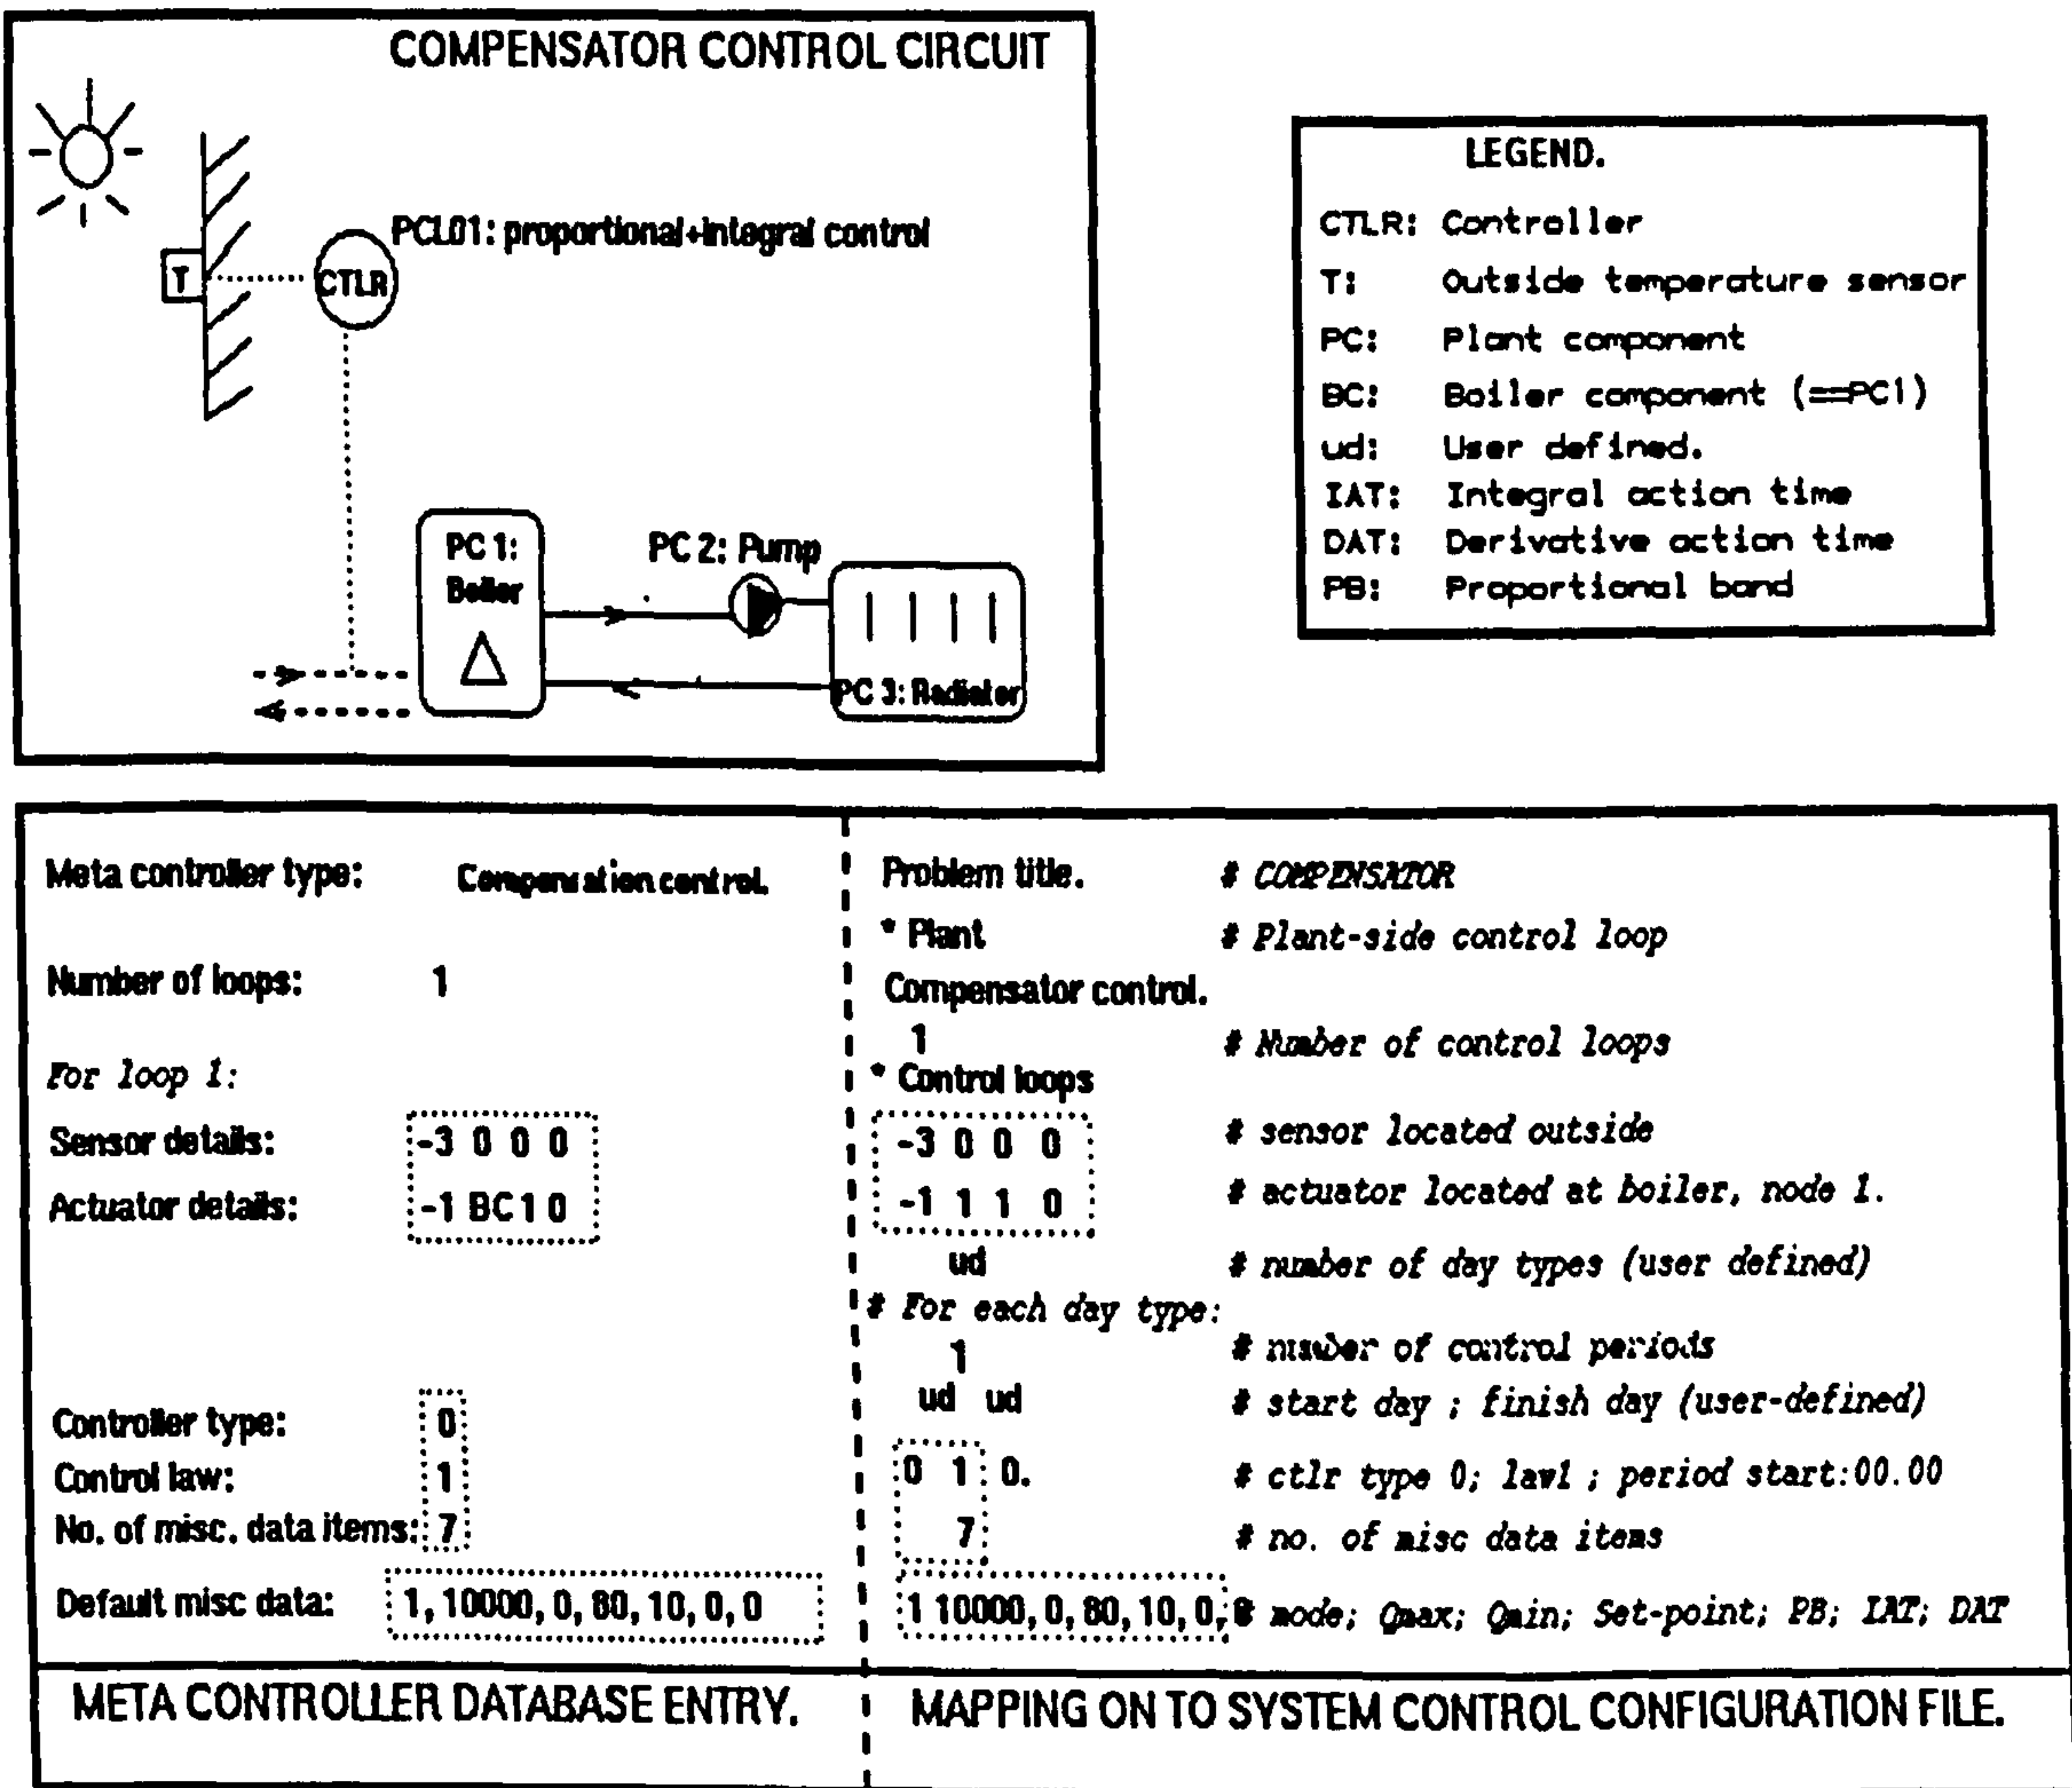 COMPENSATOR CONTROL CIRCUIT
PCL01: proportional+integral control
T
CTLR
PC 1:
Boiler
PC 2: Pump
PC 3: Radiator
LEGEND.
CTLR: Controller
T: Outside temperature sensor
PC: Plant component
BC: Boiler component (==PC1)
ud: User defined.
IAT: Integral action time
DAT: Derivative action time
PB: Proportional band
Meta controller type: Compensation control.
Number of loops: 1
For loop 1:
Sensor details: -3 0 0 0
Actuator details: -1 BC 1 0
Controller type: 0
Control law: 1
No. of misc. data items: 7
Default misc data: 1, 10000, 0, 80, 10, 0, 0
META CONTROLLER DATABASE ENTRY.
Problem title. # COMPENSATOR
* Plant # Plant-side control loop
Compensator control.
1 # Number of control loops
* Control loops
-3 0 0 0 # sensor located outside
-1 1 1 0 # actuator located at boiler, node 1.
ud # number of day types (user defined)
# For each day type:
1 # number of control periods
ud ud # start day ; finish day (user-defined)
0 1 0. # ctlr type 0; law1 ; period start:00.00
7 # no. of misc data items
1 10000, 0, 80, 10, 0, # mode; Qmax; Qmin; Set-point; PB; IAT; DAT
MAPPING ON TO SYSTEM CONTROL CONFIGURATION FILE.